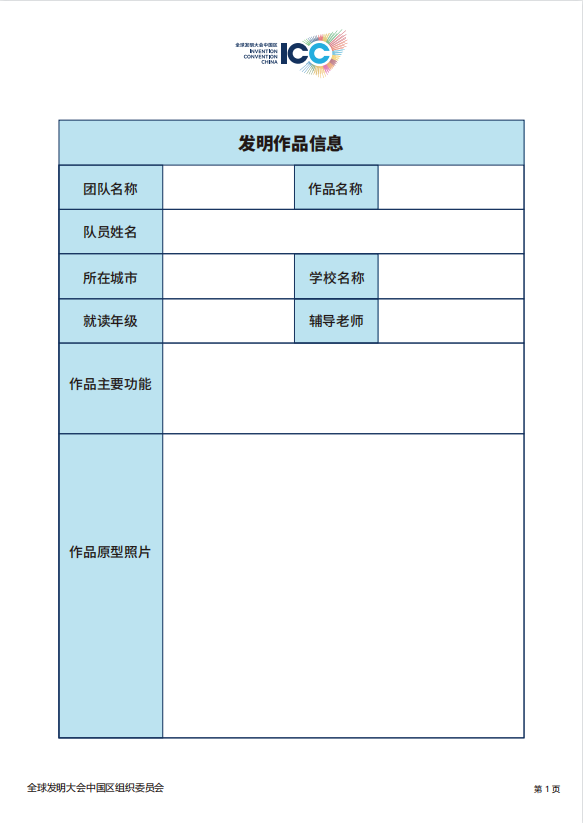 全球发明大会中国区
INVENTION
CONVENTION
CHINA
ICC
发明作品信息
团队名称 作品名称
队员姓名
所在城市 学校名称
就读年级 辅导老师
作品主要功能
作品原型照片
全球发明大会中国区组织委员会 第 1 页